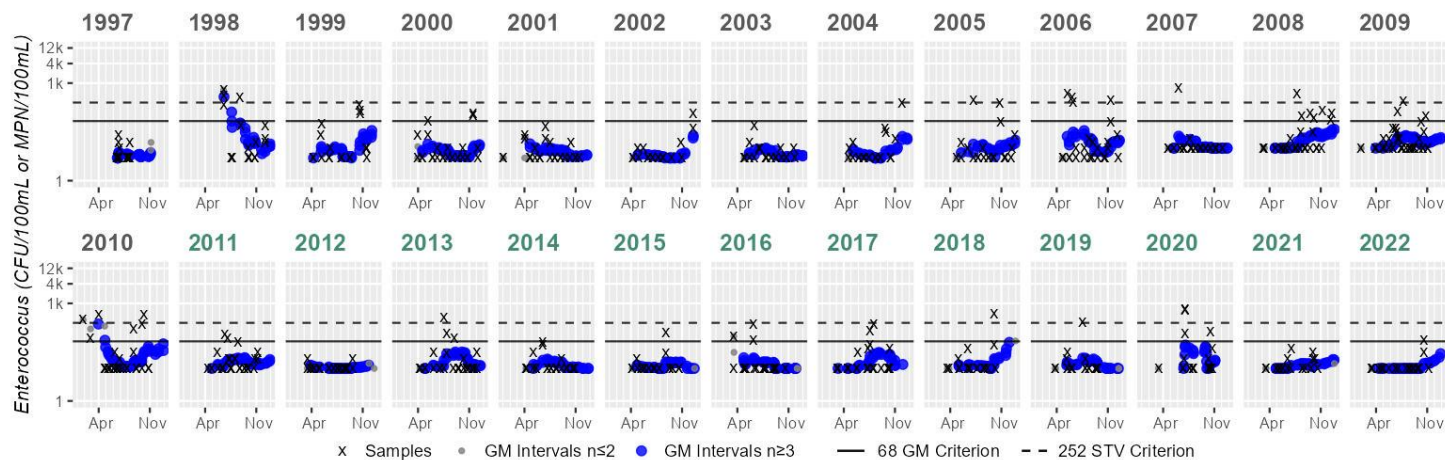 1997 1998 1999 2000 2001 2002 2003 2004 2005 2006 2007 2008 2009
Enterococcus (CFU/100mL or MPN/100mL)
12k
4k
1k
1
Apr Nov Apr Nov Apr Nov Apr Nov Apr Nov Apr Nov Apr Nov Apr Nov Apr Nov Apr Nov Apr Nov Apr Nov Apr Nov
2010 2011 2012 2013 2014 2015 2016 2017 2018 2019 2020 2021 2022
12k
4k
1k
1
Apr Nov Apr Nov Apr Nov Apr Nov Apr Nov Apr Nov Apr Nov Apr Nov Apr Nov Apr Nov Apr Nov Apr Nov Apr Nov
x Samples GM Intervals n≤2 GM Intervals n≥3 68 GM Criterion 252 STV Criterion